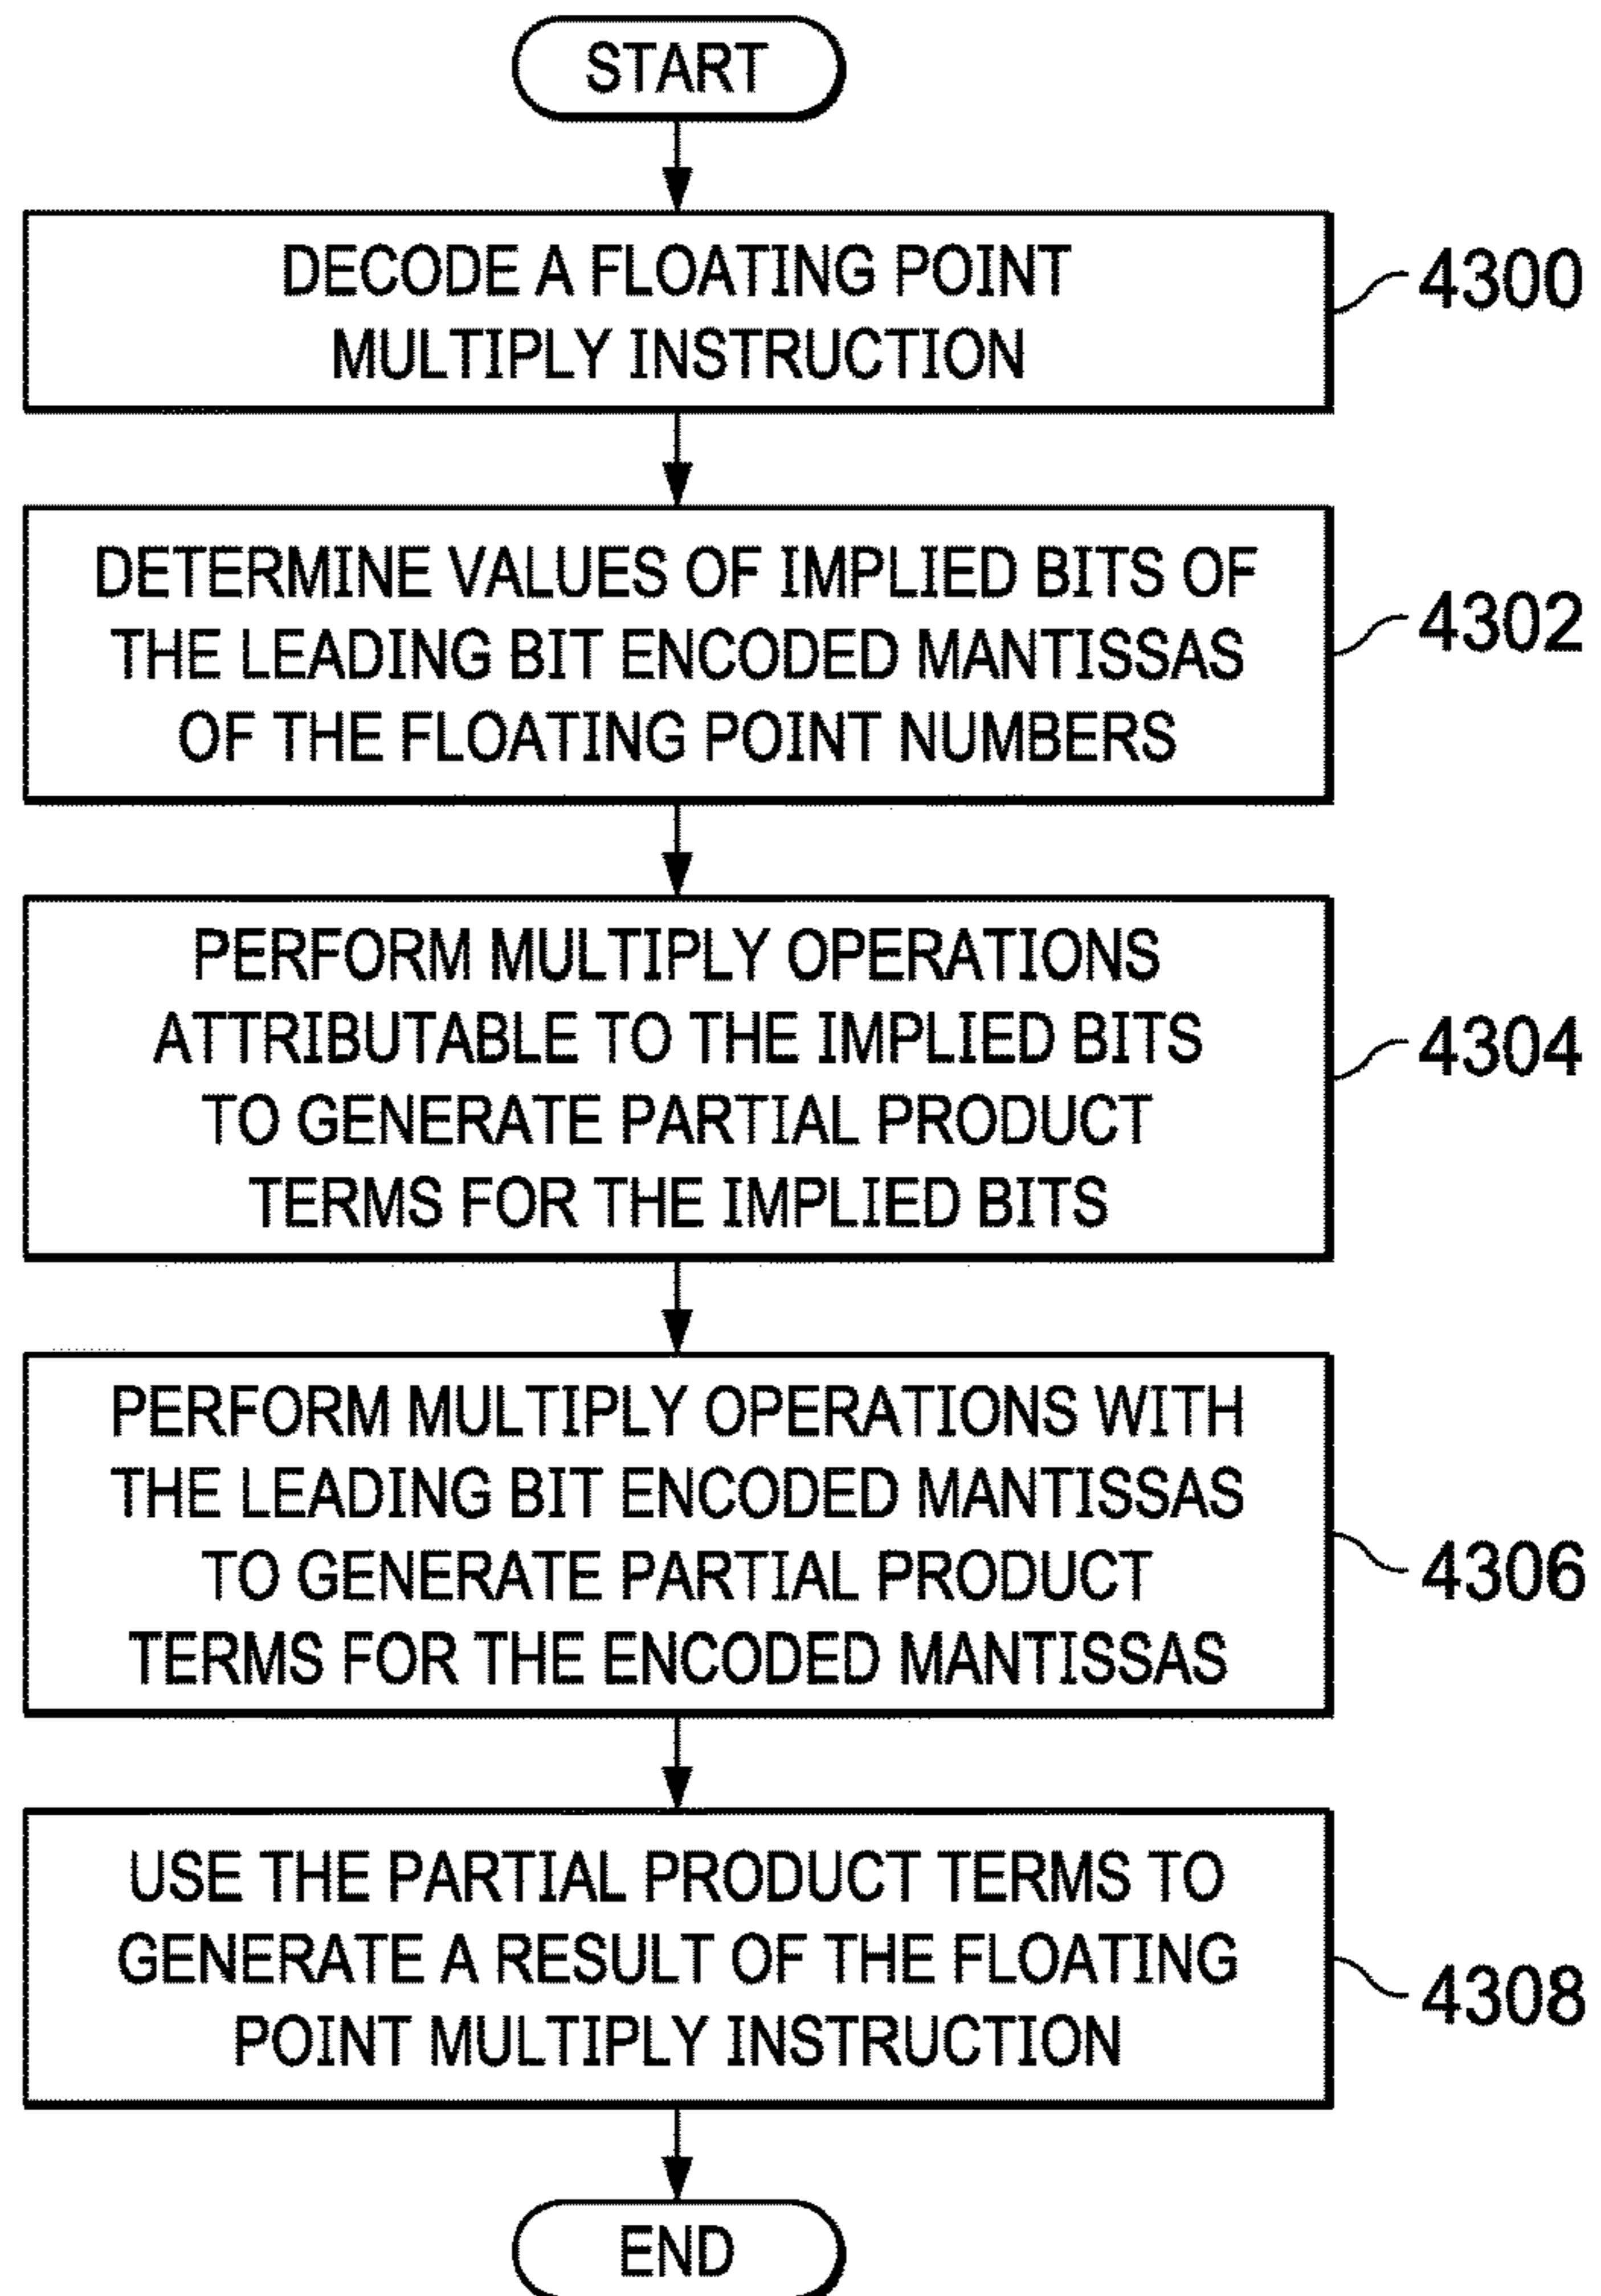 START
DECODE A FLOATING POINT
MULTIPLY INSTRUCTION
4300
DETERMINE VALUES OF IMPLIED BITS OF
THE LEADING BIT ENCODED MANTISSAS
OF THE FLOATING POINT NUMBERS
4302
PERFORM MULTIPLY OPERATIONS
ATTRIBUTABLE TO THE IMPLIED BITS
TO GENERATE PARTIAL PRODUCT
TERMS FOR THE IMPLIED BITS
4304
PERFORM MULTIPLY OPERATIONS WITH
THE LEADING BIT ENCODED MANTISSAS
TO GENERATE PARTIAL PRODUCT
TERMS FOR THE ENCODED MANTISSAS
4306
USE THE PARTIAL PRODUCT TERMS TO
GENERATE A RESULT OF THE FLOATING
POINT MULTIPLY INSTRUCTION
4308
END